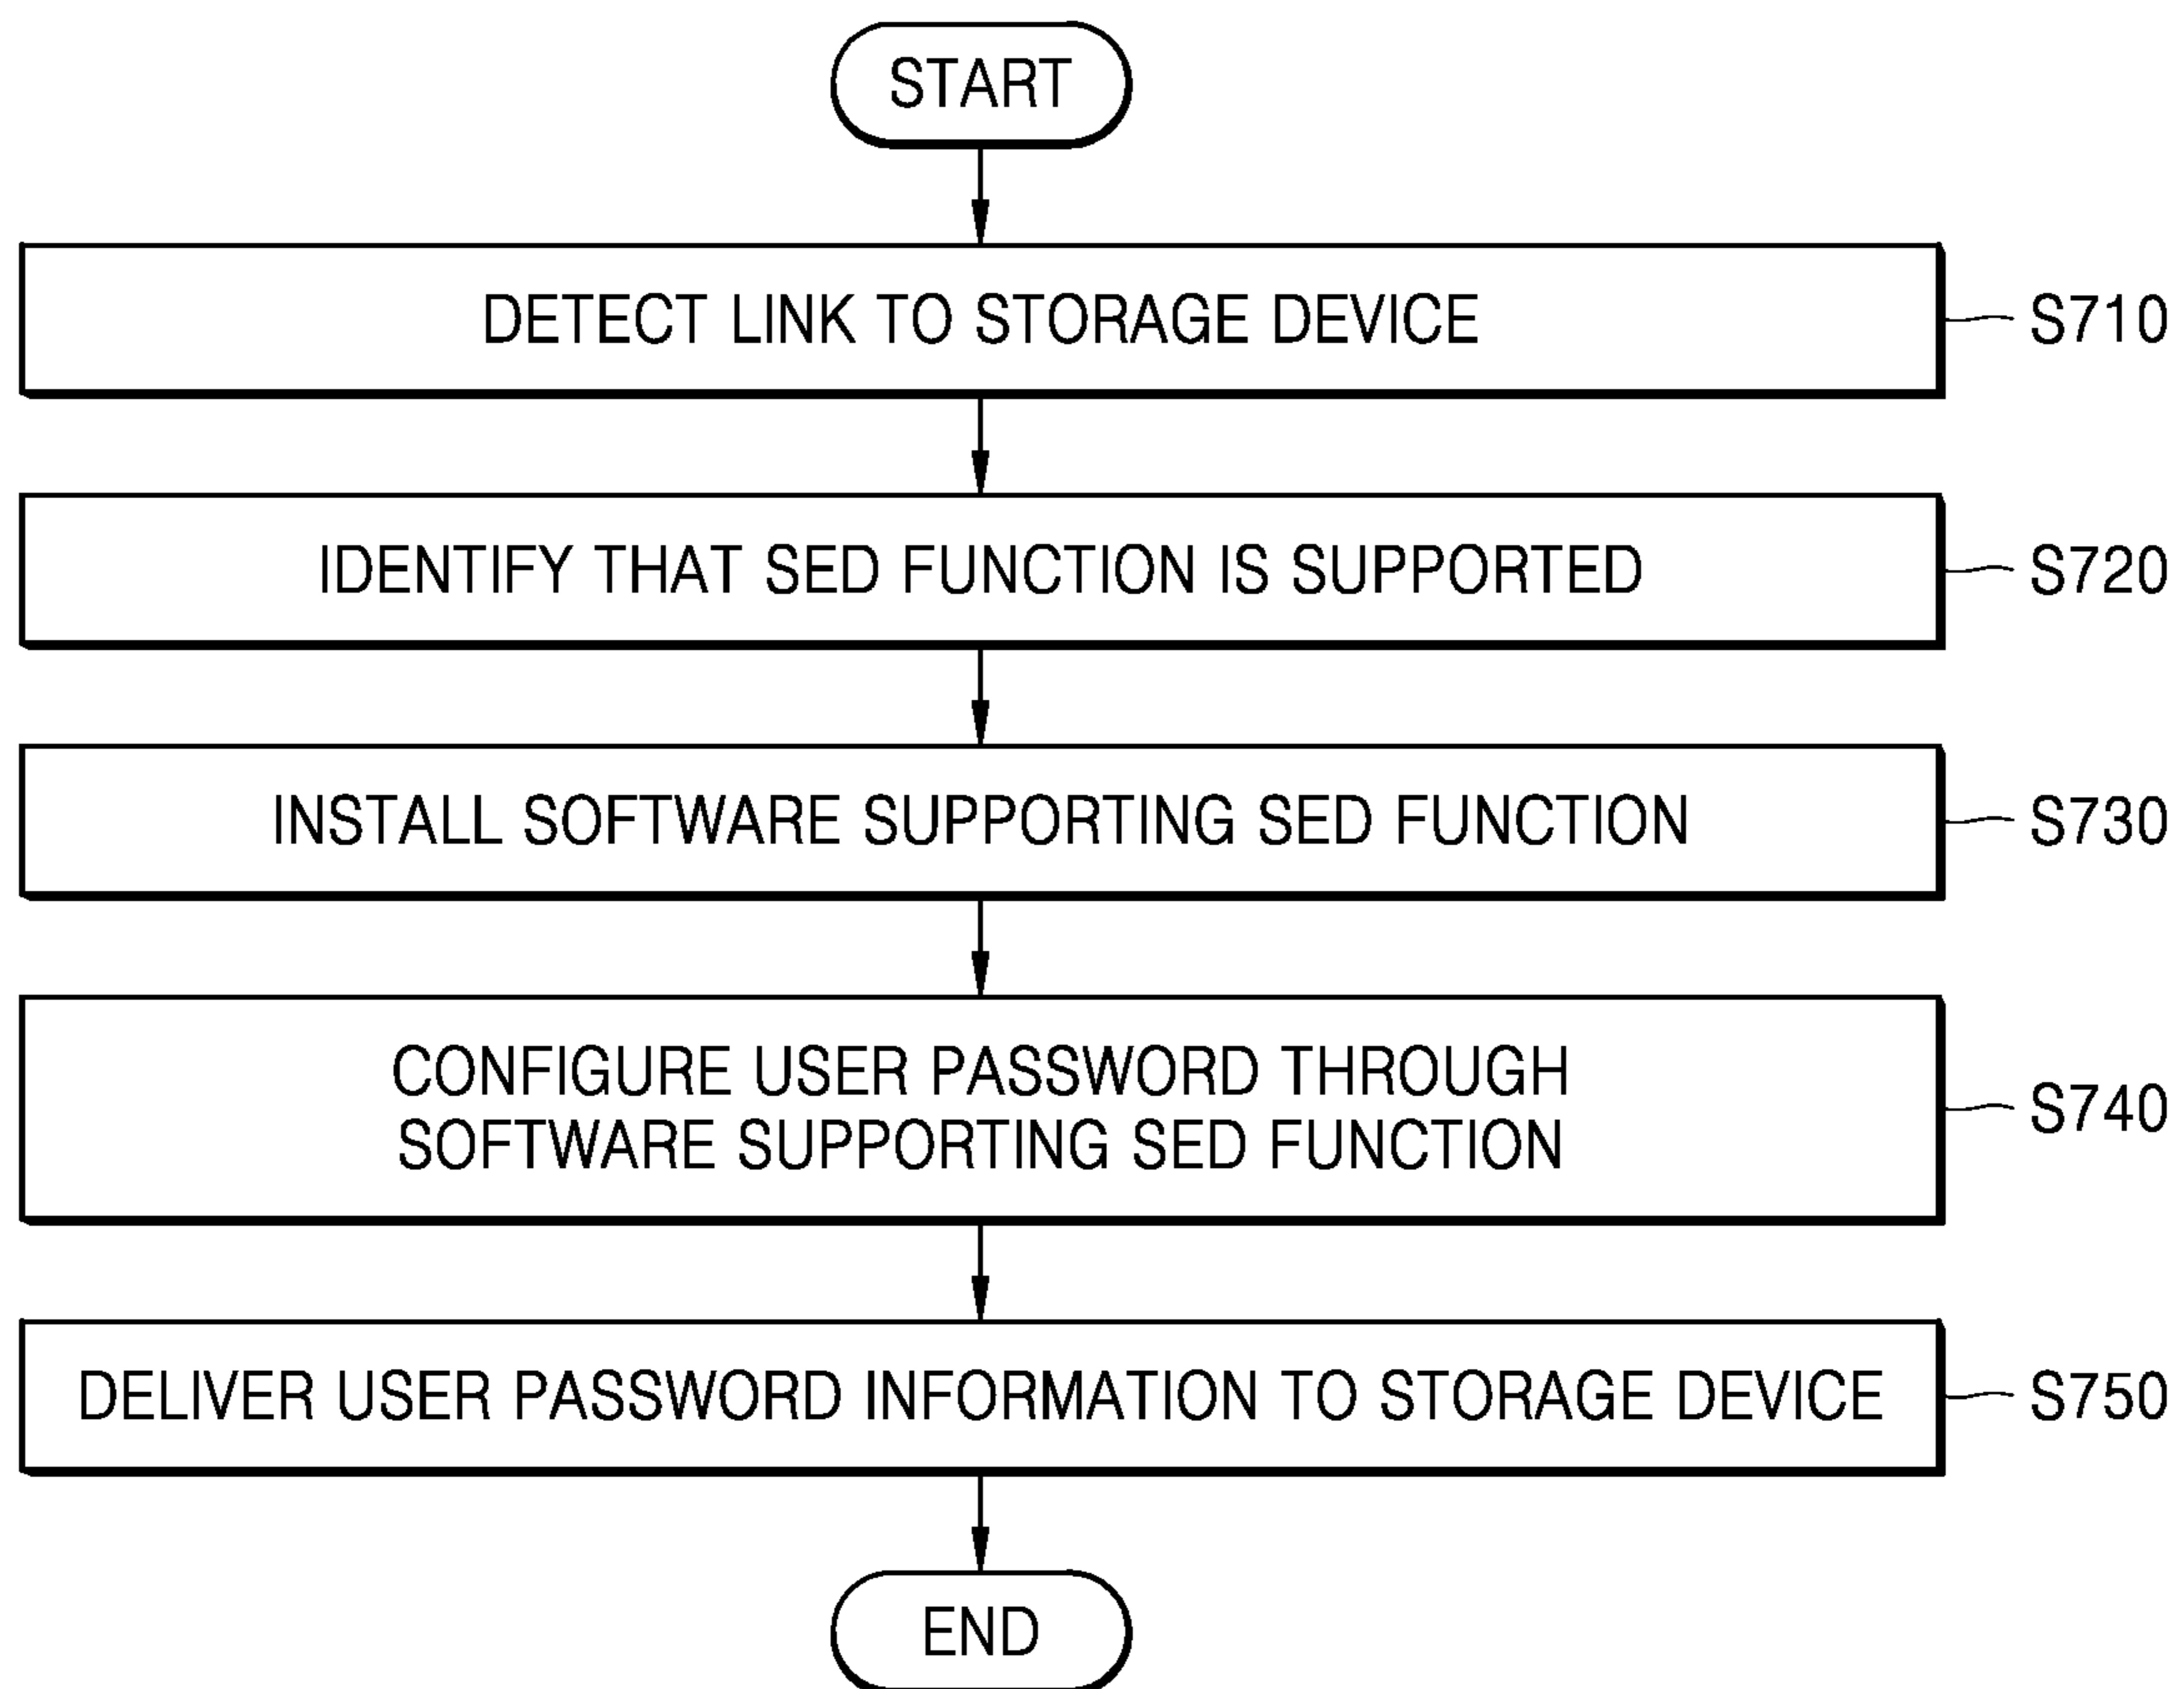 START
DETECT LINK TO STORAGE DEVICE
S710
IDENTIFY THAT SED FUNCTION IS SUPPORTED
S720
INSTALL SOFTWARE SUPPORTING SED FUNCTION
S730
CONFIGURE USER PASSWORD THROUGH
SOFTWARE SUPPORTING SED FUNCTION
S740
DELIVER USER PASSWORD INFORMATION TO STORAGE DEVICE
S750
END